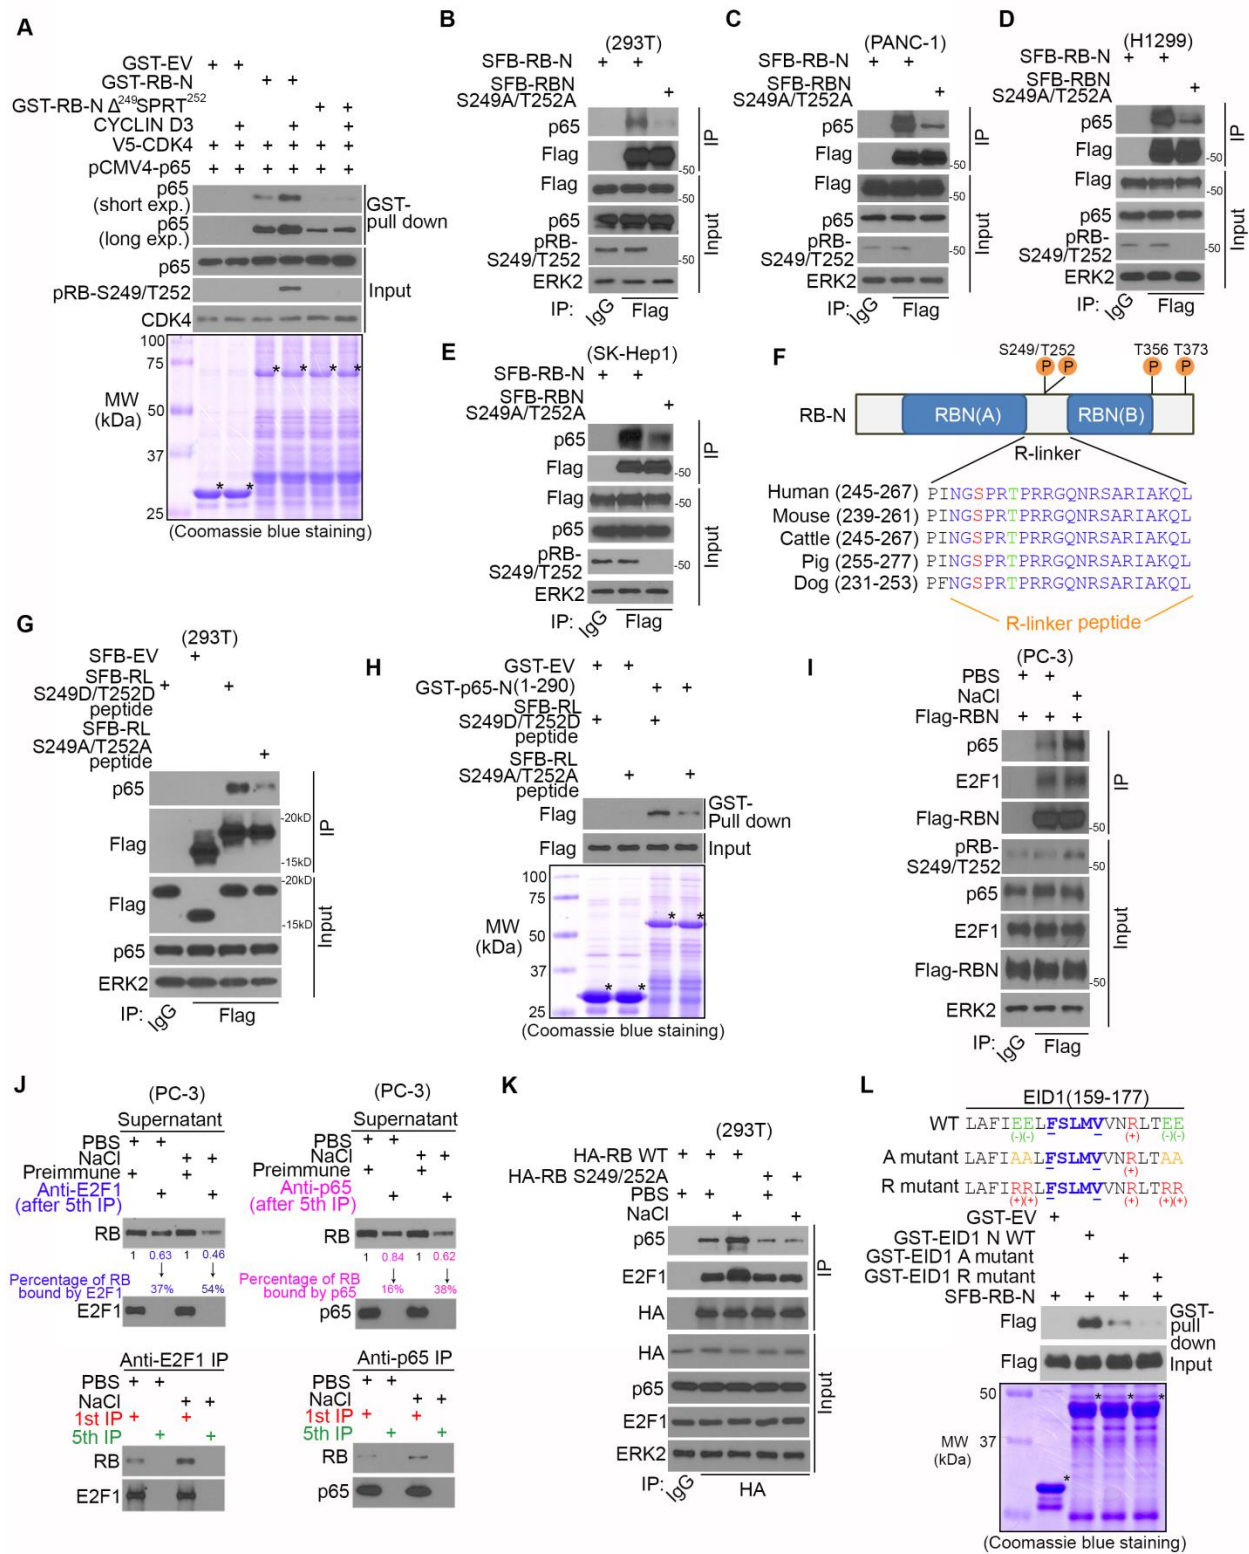 A
GST-EV + +
GST-RB-N + +
GST-RB-N Δ²⁴⁹SPRT²⁵² + +
CYCLIN D3 + + +
V5-CDK4 + + + + + +
pCMV4-p65 + + + + + +
p65
(short exp.)
p65
(long exp.)
GST-
pull down
p65
pRB-S249/T252
CDK4
Input
100
75
50
37
25
MW
(kDa)
* * * * * *
(Coomassie blue staining)
B
(293T)
SFB-RB-N + +
SFB-RBN
S249A/T252A +
p65
Flag
-50
IP
Flag
-50
p65
pRB-
S249/T252
-50
ERK2
Input
IP: IgG Flag
C
(PANC-1)
SFB-RB-N + +
SFB-RBN
S249A/T252A +
p65
Flag
-50
IP
Flag
-50
p65
pRB-
S249/T252
-50
ERK2
Input
IP: IgG Flag
D
(H1299)
SFB-RB-N + +
SFB-RBN
S249A/T252A +
p65
Flag
-50
IP
Flag
-50
p65
pRB-
S249/T252
-50
ERK2
Input
IP: IgG Flag
E
(SK-Hep1)
SFB-RB-N + +
SFB-RBN
S249A/T252A +
p65
Flag
-50
IP
Flag
-50
p65
pRB-
S249/T252
-50
ERK2
Input
IP: IgG Flag
F
S249/T252 T356 T373
P P P P
RB-N RBN(A) RBN(B)
R-linker
Human (245-267) PINGSPRTPRRGQNRSARIAKQL
Mouse (239-261) PINGSPRTPRRGQNRSARIAKQL
Cattle (245-267) PINGSPRTPRRGQNRSARIAKQL
Pig (255-277) PINGSPRTPRRGQNRSARIAKQL
Dog (231-253) PFNGSPRTPRRGQNRSARIAKQL
R-linker peptide
G
(293T)
SFB-EV +
SFB-RL
S249D/T252D + +
peptide
SFB-RL
S249A/T252A +
peptide
p65
Flag
-20kD
-15kD
IP
Flag
-20kD
-15kD
p65
ERK2
Input
IP: IgG Flag
H
GST-EV + +
GST-p65-N(1-290) + +
SFB-RL
S249D/T252D + +
peptide
SFB-RL
S249A/T252A + +
peptide
Flag
GST-
Pull down
Flag Input
100
75
50
37
25
MW
(kDa)
* * * *
(Coomassie blue staining)
I
(PC-3)
PBS + +
NaCl +
Flag-RBN + + +
p65
E2F1
Flag-RBN
-50
IP
pRB-
S249/T252
p65
E2F1
Flag-RBN
-50
ERK2
Input
IP: IgG Flag
J
(PC-3)
Supernatant
PBS + +
NaCl + +
Preimmune + +
Anti-E2F1 + +
(after 5th IP)
RB
1 0.63 1 0.46
Percentage of RB
bound by E2F1 37% 54%
E2F1
Anti-E2F1 IP
PBS + +
NaCl + +
1st IP + +
5th IP + +
RB
E2F1
(PC-3)
Supernatant
PBS + +
NaCl + +
Preimmune + +
Anti-p65 + +
(after 5th IP)
RB
1 0.84 1 0.62
Percentage of RB
bound by p65 16% 38%
p65
Anti-p65 IP
PBS + +
NaCl + +
1st IP + +
5th IP + +
RB
p65
K
(293T)
HA-RB WT + + +
HA-RB S249/252A + +
PBS + + +
NaCl + +
p65
E2F1
HA
IP
HA
p65
E2F1
ERK2
Input
IP: IgG HA
L
EID1(159-177)
WT LAFIEELFSLMVVNRLTEE
(-)(-) (+) (-)(-)
A mutant LAFIAALFSLMVVNRLTAA
(+)
R mutant LAFIRRLFSLMVVNRLTRR
(+)(+) (+) (+)(+)
GST-EV +
GST-EID1 N WT +
GST-EID1 A mutant +
GST-EID1 R mutant +
SFB-RB-N + + + +
Flag
GST-
pull
down
Flag Input
50
37
MW
(kDa)
* * * *
(Coomassie blue staining)